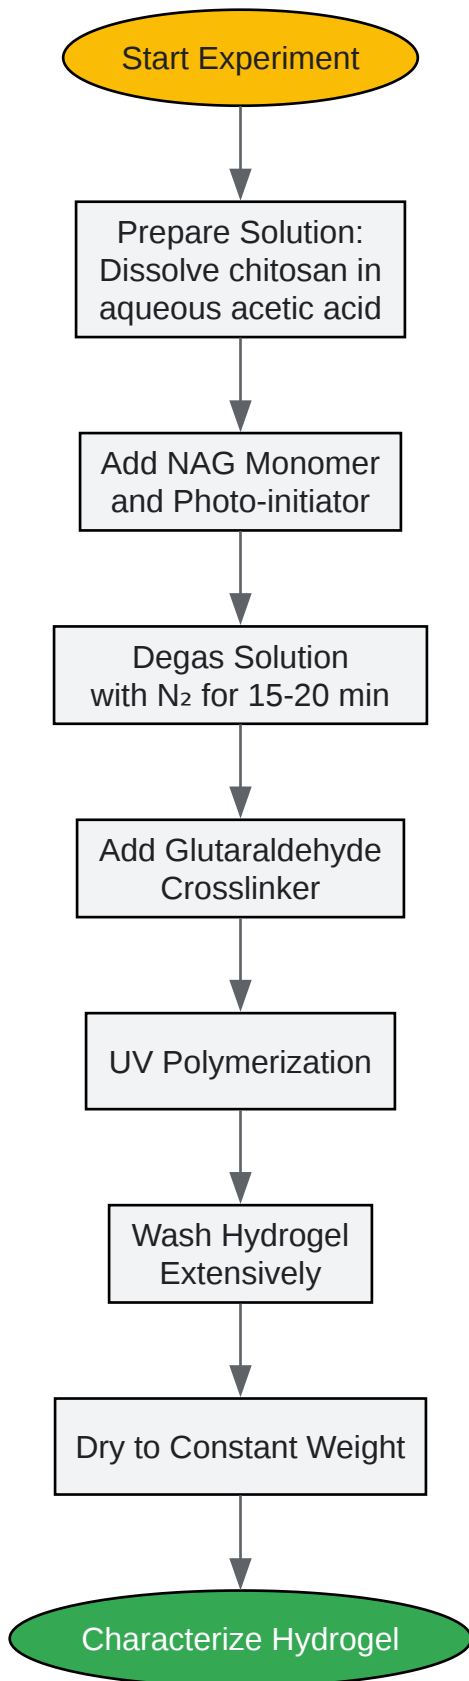 Start Experiment
Prepare Solution:
Dissolve chitosan in
aqueous acetic acid
Add NAG Monomer
and Photo-initiator
Degas Solution
with N₂ for 15-20 min
Add Glutaraldehyde
Crosslinker
UV Polymerization
Wash Hydrogel
Extensively
Dry to Constant Weight
Characterize Hydrogel